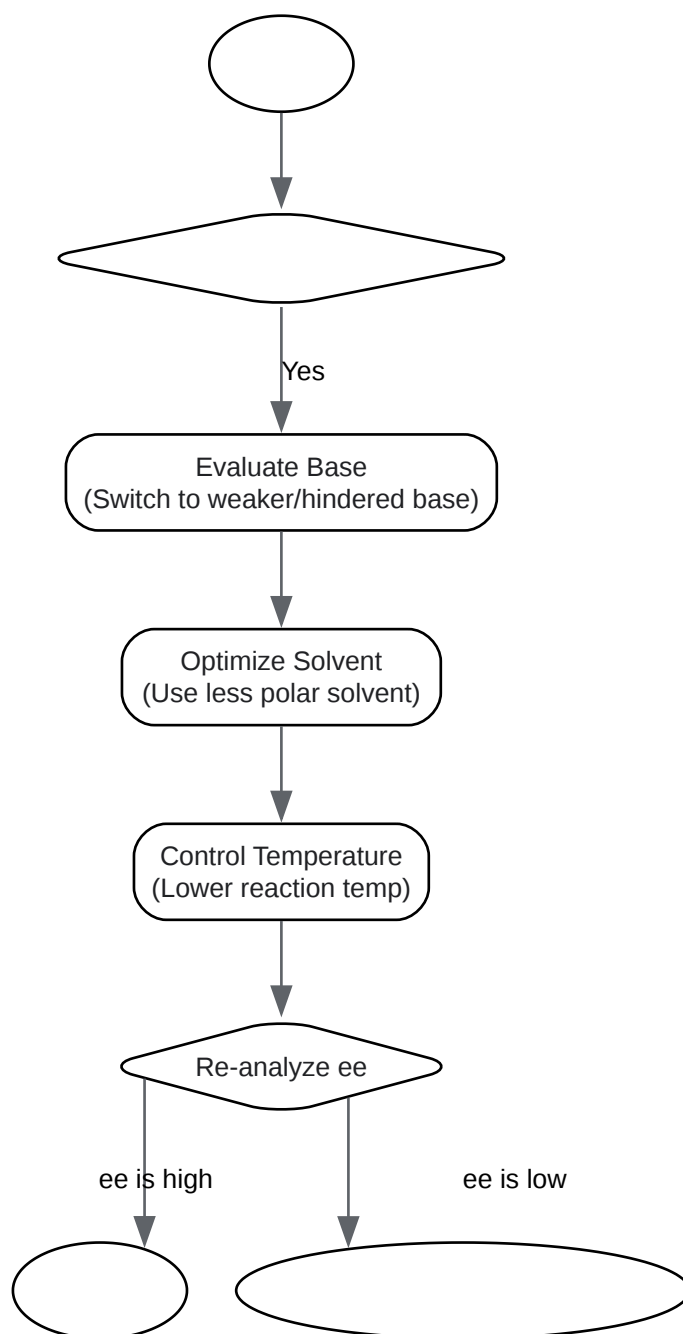 Yes
Evaluate Base
(Switch to weaker/hindered base)
Optimize Solvent
(Use less polar solvent)
Control Temperature
(Lower reaction temp)
Re-analyze ee
ee is high
ee is low